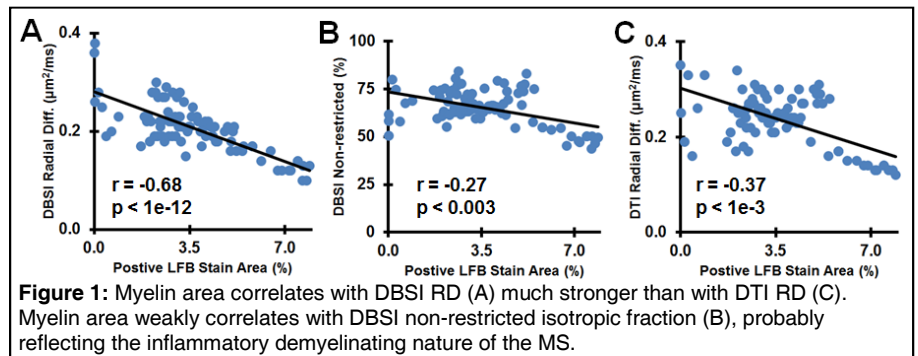 A
DBSI Radial Diff. (µm²/ms)
0.4
0.2
0.0
r = -0.68
p < 1e-12
0.0 3.5 7.0
Postive LFB Stain Area (%)
B
DBSI Non-restricted (%)
100
75
50
25
0
r = -0.27
p < 0.003
0.0 3.5 7.0
Postive LFB Stain Area (%)
C
DTI Radial Diff. (µm²/ms)
0.4
0.2
0.0
r = -0.37
p < 1e-3
0.0 3.5 7.0
Postive LFB Stain Area (%)
Figure 1: Myelin area correlates with DBSI RD (A) much stronger than with DTI RD (C).
Myelin area weakly correlates with DBSI non-restricted isotropic fraction (B), probably
reflecting the inflammatory demyelinating nature of the MS.